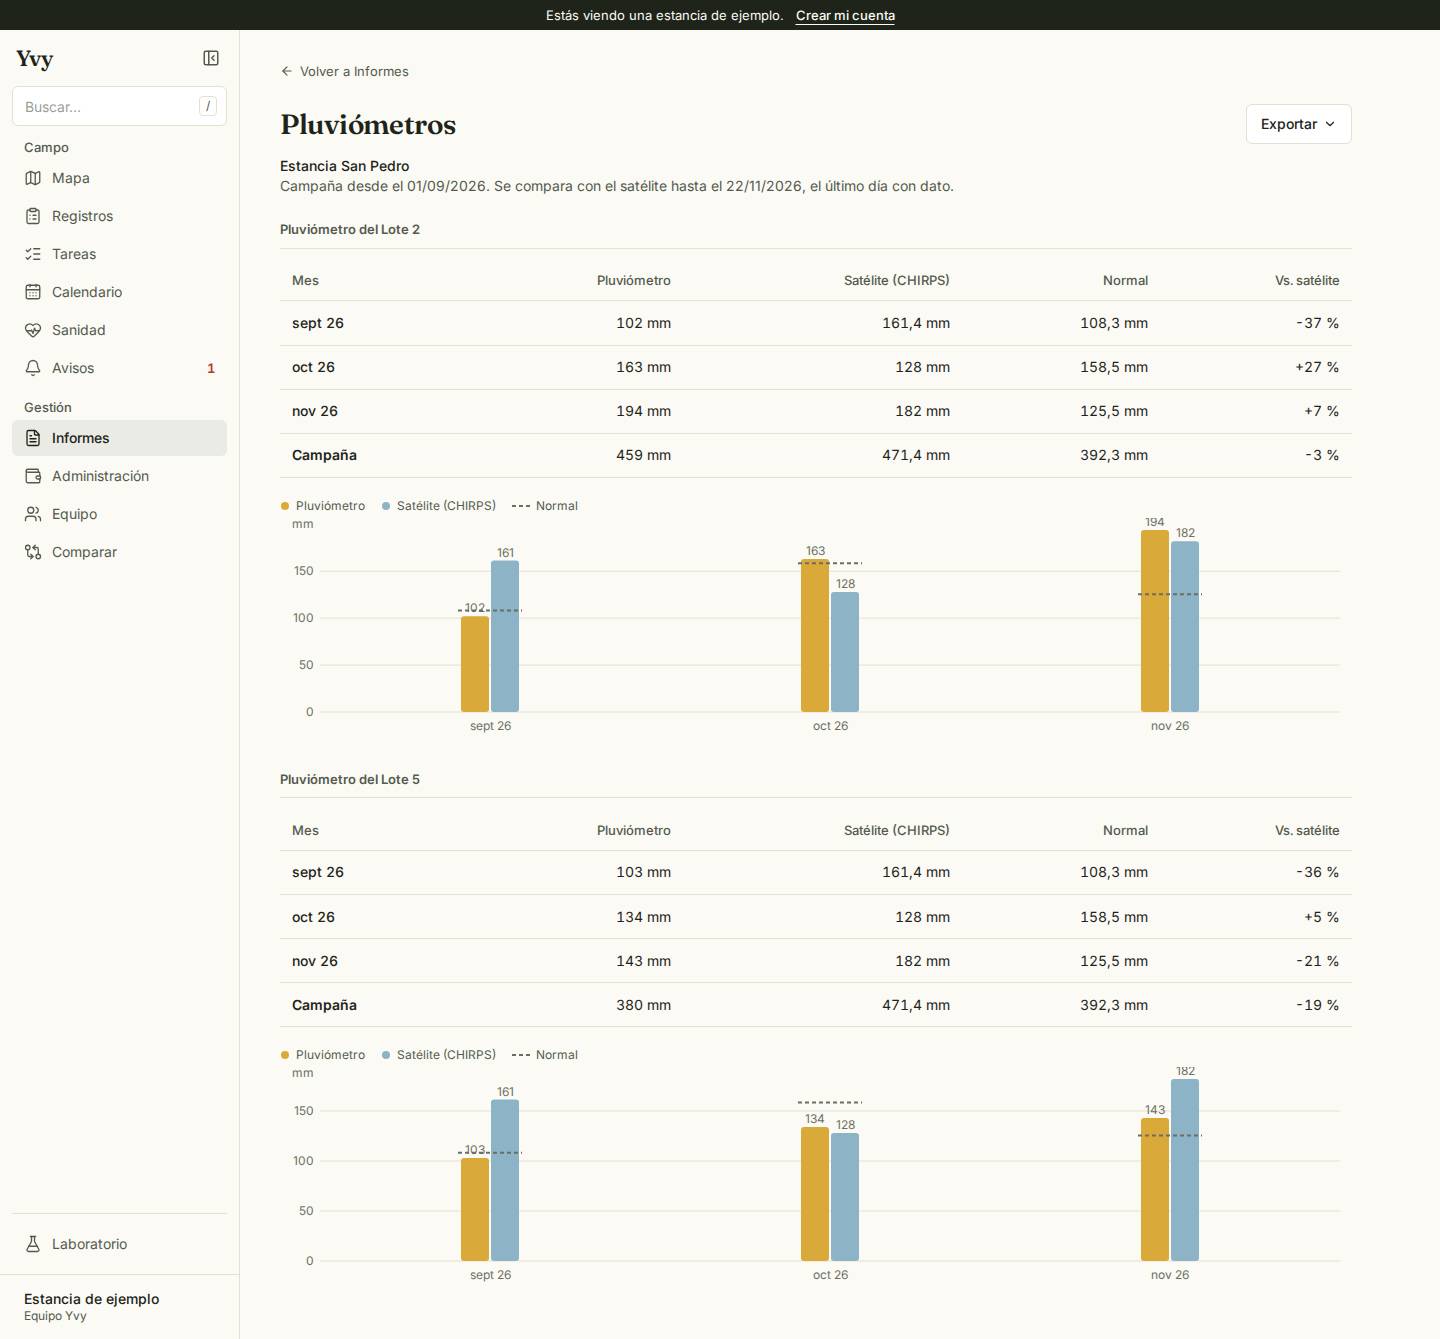 Estás viendo una estancia de ejemplo. Crear mi cuenta
Yvy
Buscar... /
Campo
Mapa
Registros
Tareas
Calendario
Sanidad
Avisos 1
Gestión
Informes
Administración
Equipo
Comparar
Laboratorio
Estancia de ejemplo
Equipo Yvy
Volver a Informes
Pluviómetros
Exportar
Estancia San Pedro
Campaña desde el 01/09/2026. Se compara con el satélite hasta el 22/11/2026, el último día con dato.
Pluviómetro del Lote 2
Mes Pluviómetro Satélite (CHIRPS) Normal Vs. satélite
sept 26 102 mm 161,4 mm 108,3 mm -37 %
oct 26 163 mm 128 mm 158,5 mm +27 %
nov 26 194 mm 182 mm 125,5 mm +7 %
Campaña 459 mm 471,4 mm 392,3 mm -3 %
Pluviómetro Satélite (CHIRPS) Normal
mm
194
182
161
163
150
128
102
100
50
0
sept 26 oct 26 nov 26
Pluviómetro del Lote 5
Mes Pluviómetro Satélite (CHIRPS) Normal Vs. satélite
sept 26 103 mm 161,4 mm 108,3 mm -36 %
oct 26 134 mm 128 mm 158,5 mm +5 %
nov 26 143 mm 182 mm 125,5 mm -21 %
Campaña 380 mm 471,4 mm 392,3 mm -19 %
Pluviómetro Satélite (CHIRPS) Normal
mm
182
161
150
143
134 128
103
100
50
0
sept 26 oct 26 nov 26